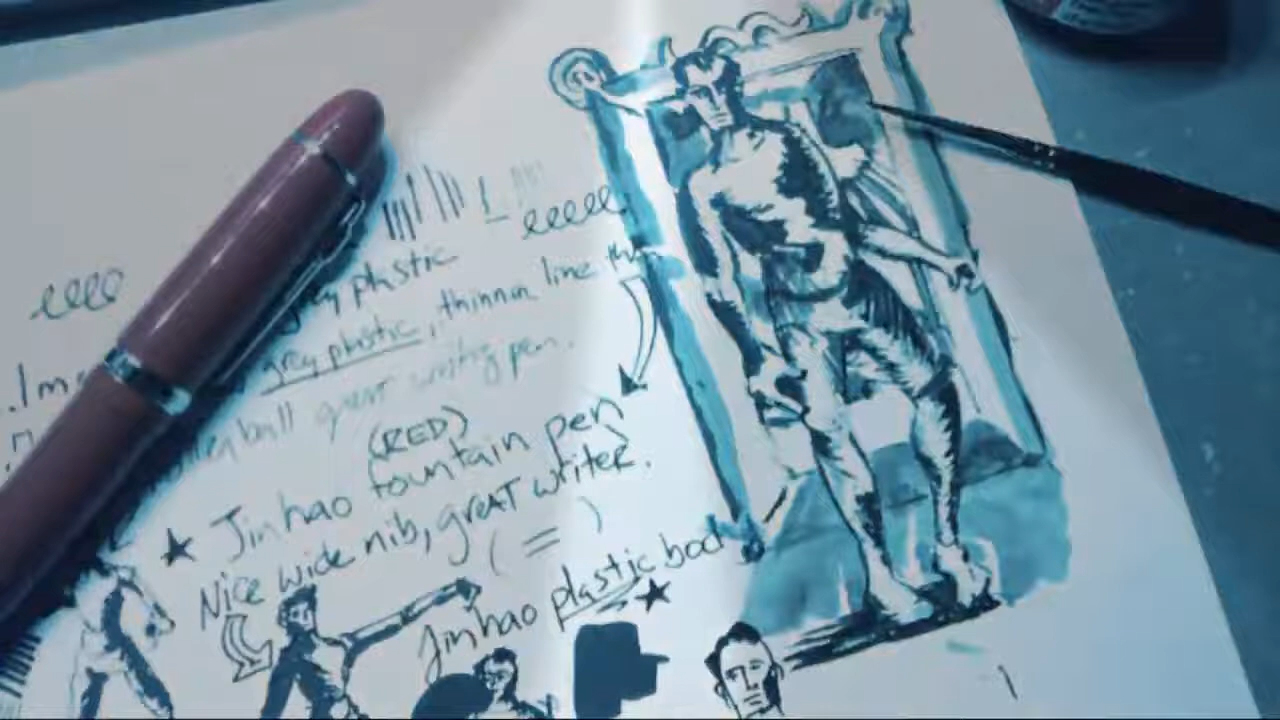 eeeee
eeee
grey plastic
grey plastic, thinner line
great writing pen.
(RED)
★ Jinhao fountain pen
Nice wide nib, greaT writer.
( = )
Jinhao plastic bod
★